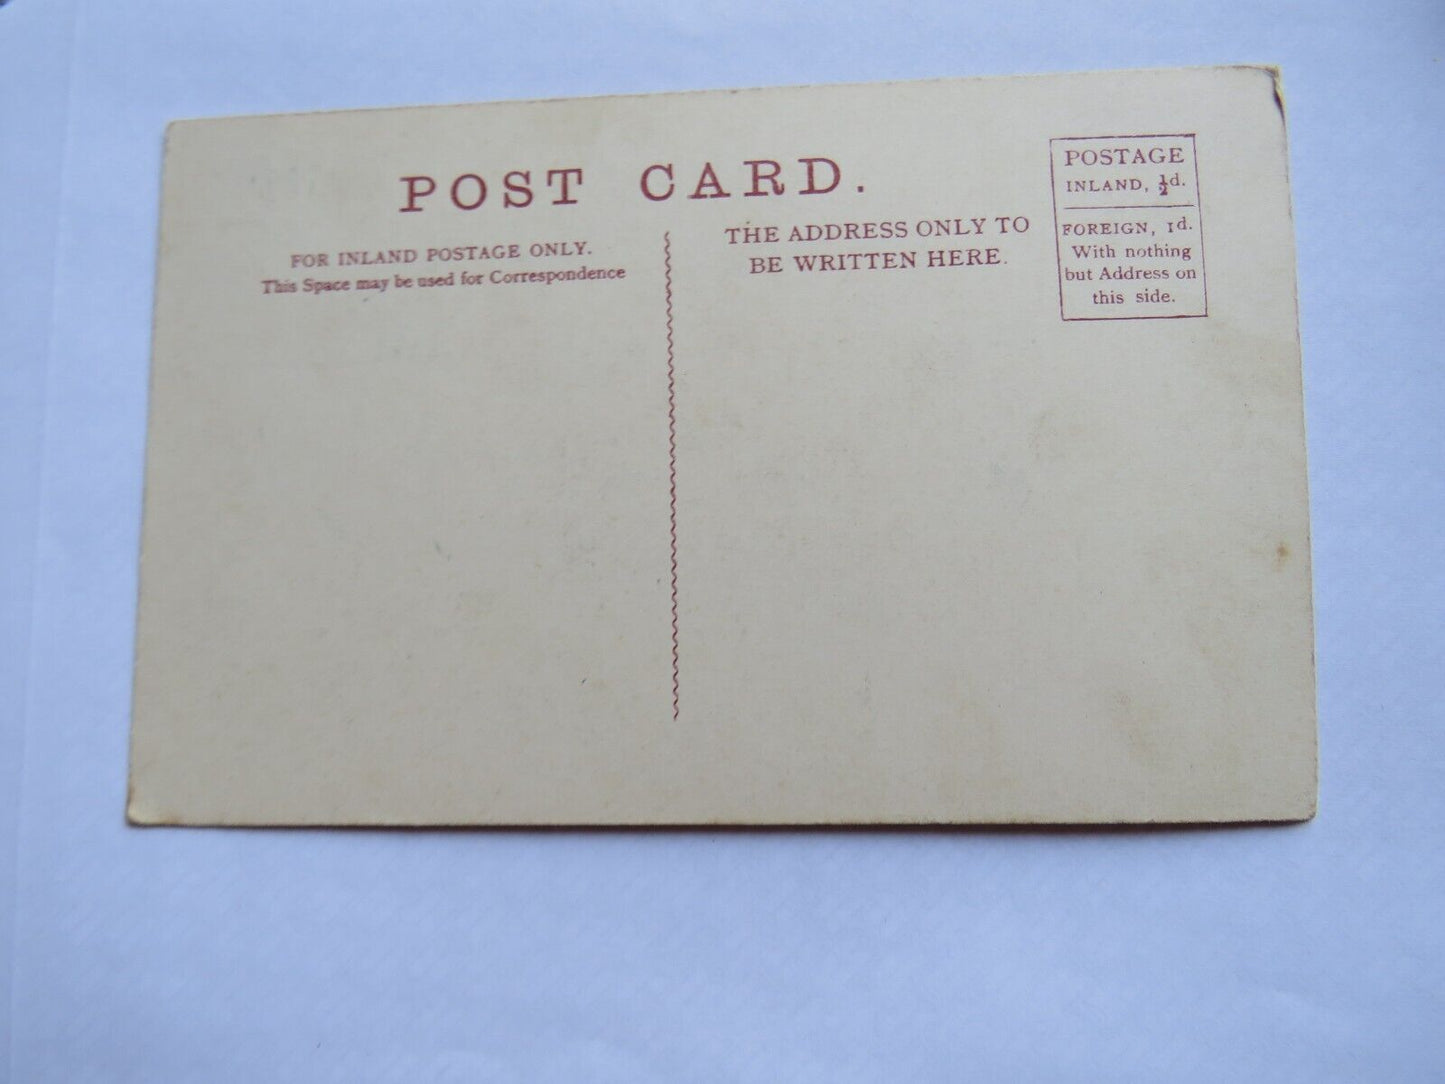 POST CARD.
FOR INLAND POSTAGE ONLY.
This Space may be used for Correspondence
THE ADDRESS ONLY TO
BE WRITTEN HERE.
POSTAGE
INLAND, ½d.
FOREIGN, 1d.
With nothing
but Address on
this side.